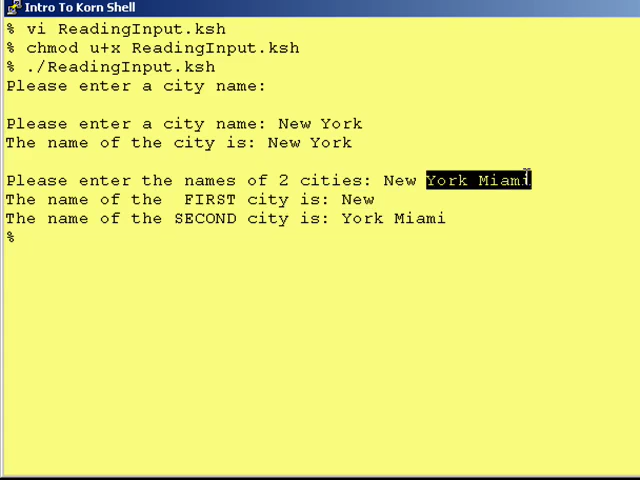 Intro To Korn Shell
% vi ReadingInput.ksh
% chmod u+x ReadingInput.ksh
% ./ReadingInput.ksh
Please enter a city name:
Please enter a city name: New York
The name of the city is: New York
Please enter the names of 2 cities: New York Miami
The name of the  FIRST city is: New
The name of the SECOND city is: York Miami
%